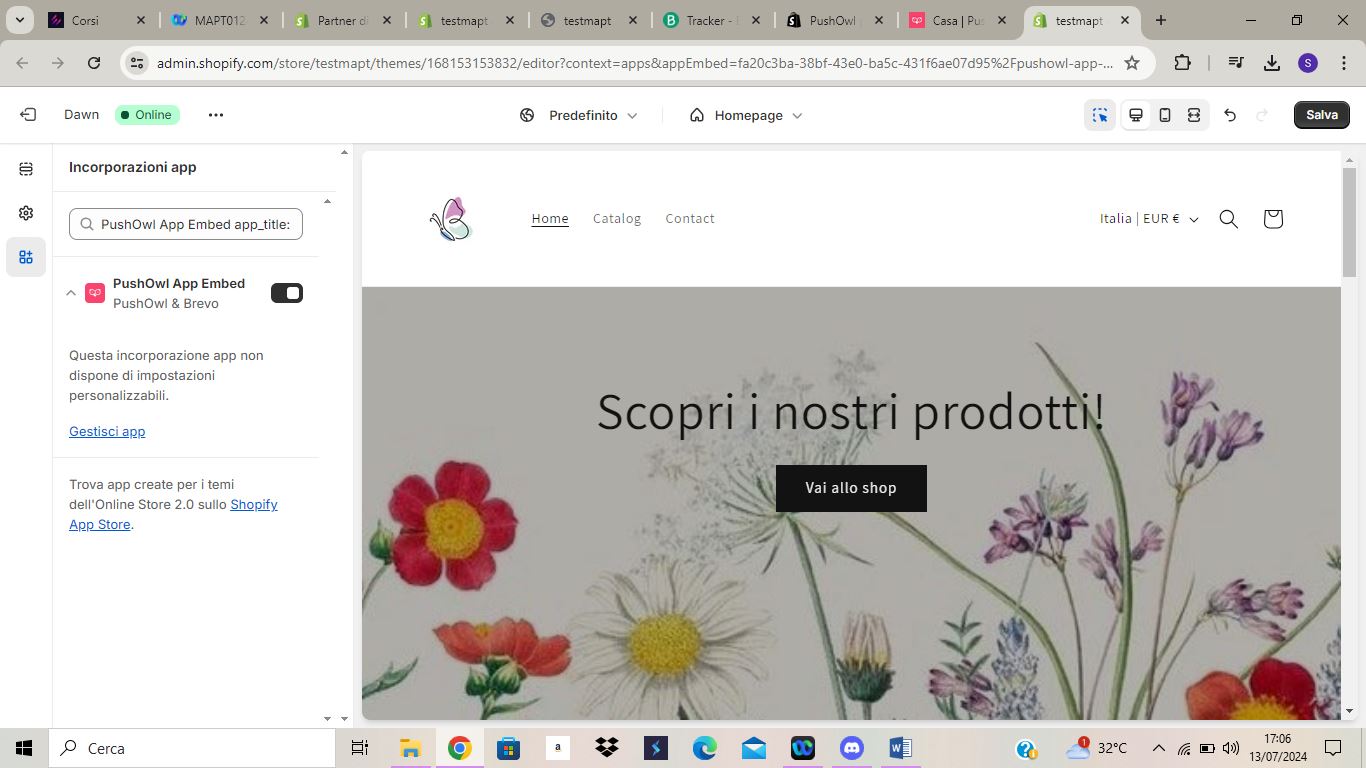 Corsi
MAPT012
Partner di
testmapt
testmapt
Tracker -
PushOwl
Casa | Pus
testmapt
admin.shopify.com/store/testmapt/themes/168153153832/editor?context=apps&appEmbed=fa20c3ba-38bf-43e0-ba5c-431f6ae07d95%2Fpushowl-app-...
S
Dawn
Online
Predefinito
Homepage
Salva
Incorporazioni app
PushOwl App Embed app_title:
PushOwl App Embed
PushOwl & Brevo
Questa incorporazione app non
dispone di impostazioni
personalizzabili.
Gestisci app
Trova app create per i temi
dell'Online Store 2.0 sullo Shopify
App Store.
Home
Catalog
Contact
Italia | EUR €
Scopri i nostri prodotti!
Vai allo shop
Cerca
a
1
32°C
17:06
13/07/2024